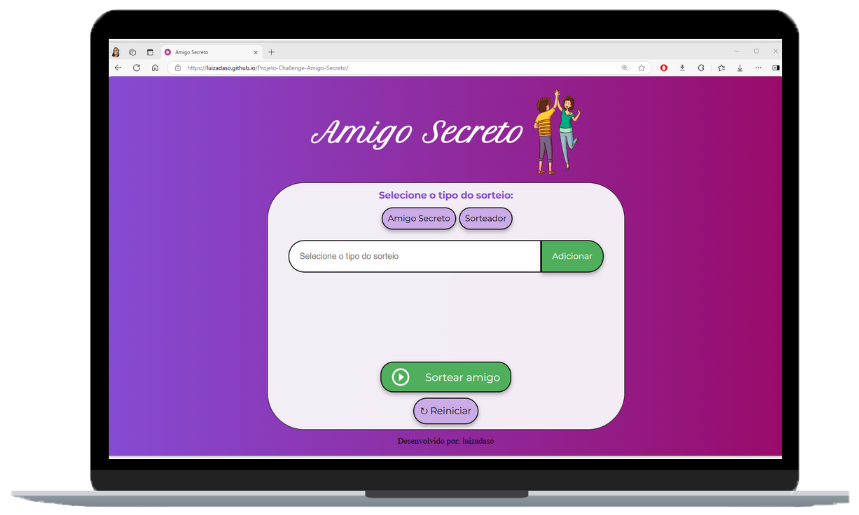 Amigo Secreto
https://luizadaso.github.io/Projeto-Challenge-Amigo-Secreto/
Amigo Secreto
Selecione o tipo do sorteio:
Amigo Secreto Sorteador
Selecione o tipo do sorteio Adicionar
Sortear amigo
↻ Reiniciar
Desenvolvido por: luizadaso